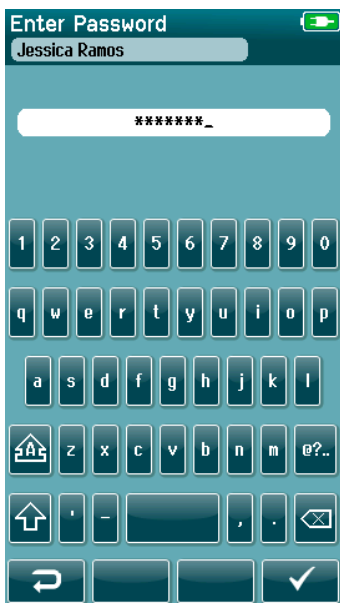 Enter Password
Jessica Ramos
*******_
1 2 3 4 5 6 7 8 9 0
q w e r t y u i o p
a s d f g h j k l
A z x c v b n m @?..
' - , .